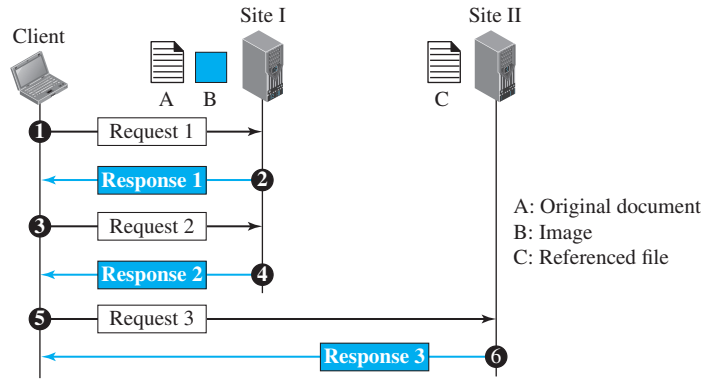 Site I
Site II
Client
A
B
C
1
Request 1
Response 1
2
A: Original document
3
Request 2
B: Image
C: Referenced file
Response 2
4
5
Request 3
Response 3
6